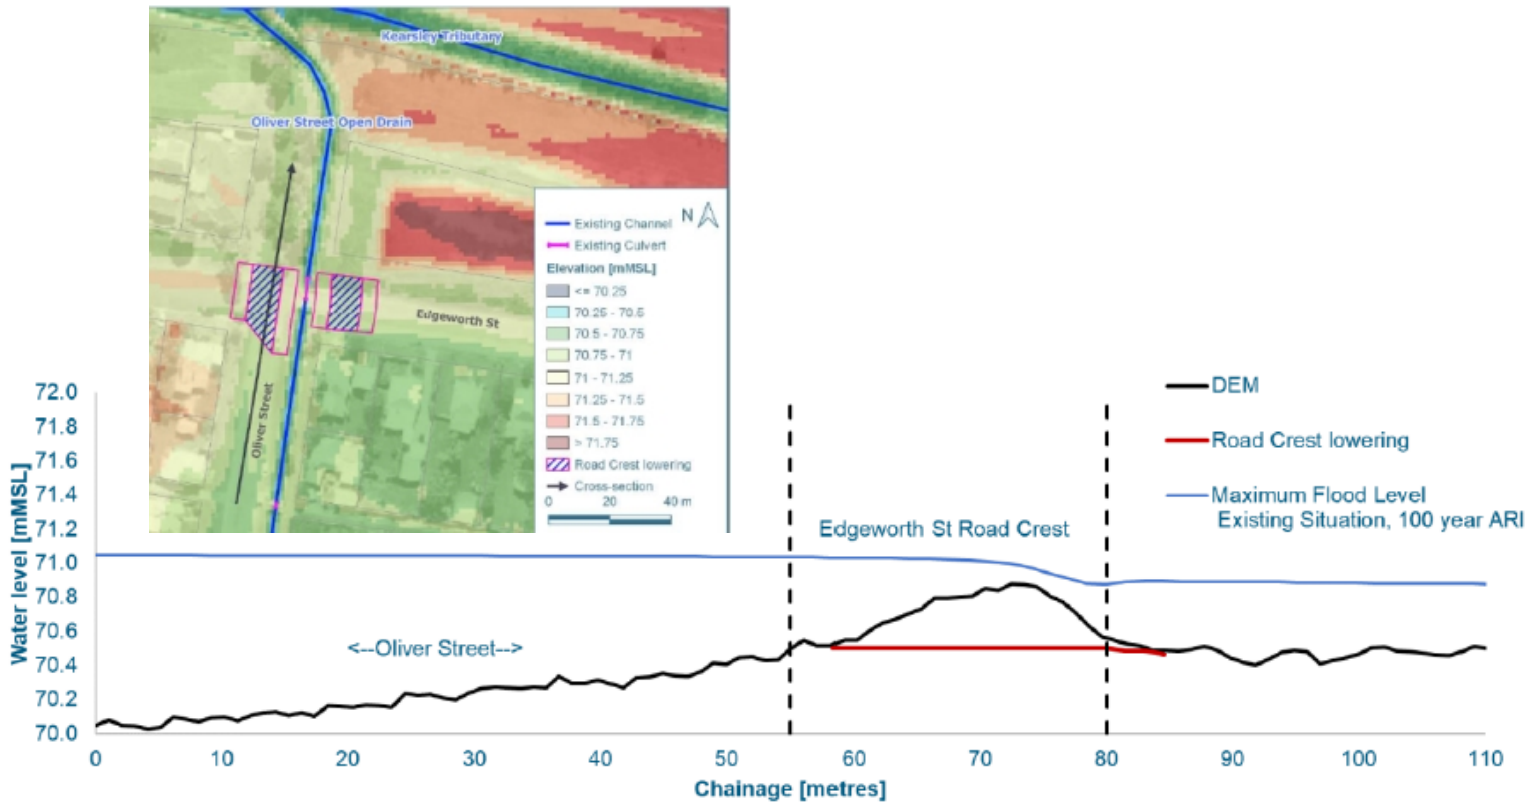 Kearsley Tributary
Oliver Street Open Drain
Edgeworth St
Oliver Street
N
Existing Channel
Existing Culvert
Elevation [mMSL]
<= 70.25
70.25 - 70.5
70.5 - 70.75
70.75 - 71
71 - 71.25
71.25 - 71.5
71.5 - 71.75
> 71.75
Road Crest lowering
Cross-section
0 20 40 m
DEM
Road Crest lowering
Maximum Flood Level
Existing Situation, 100 year ARI
Edgeworth St Road Crest
<--Oliver Street-->
Water level [mMSL]
72.0
71.8
71.6
71.4
71.2
71.0
70.8
70.6
70.4
70.2
70.0
0 10 20 30 40 50 60 70 80 90 100 110
Chainage [metres]